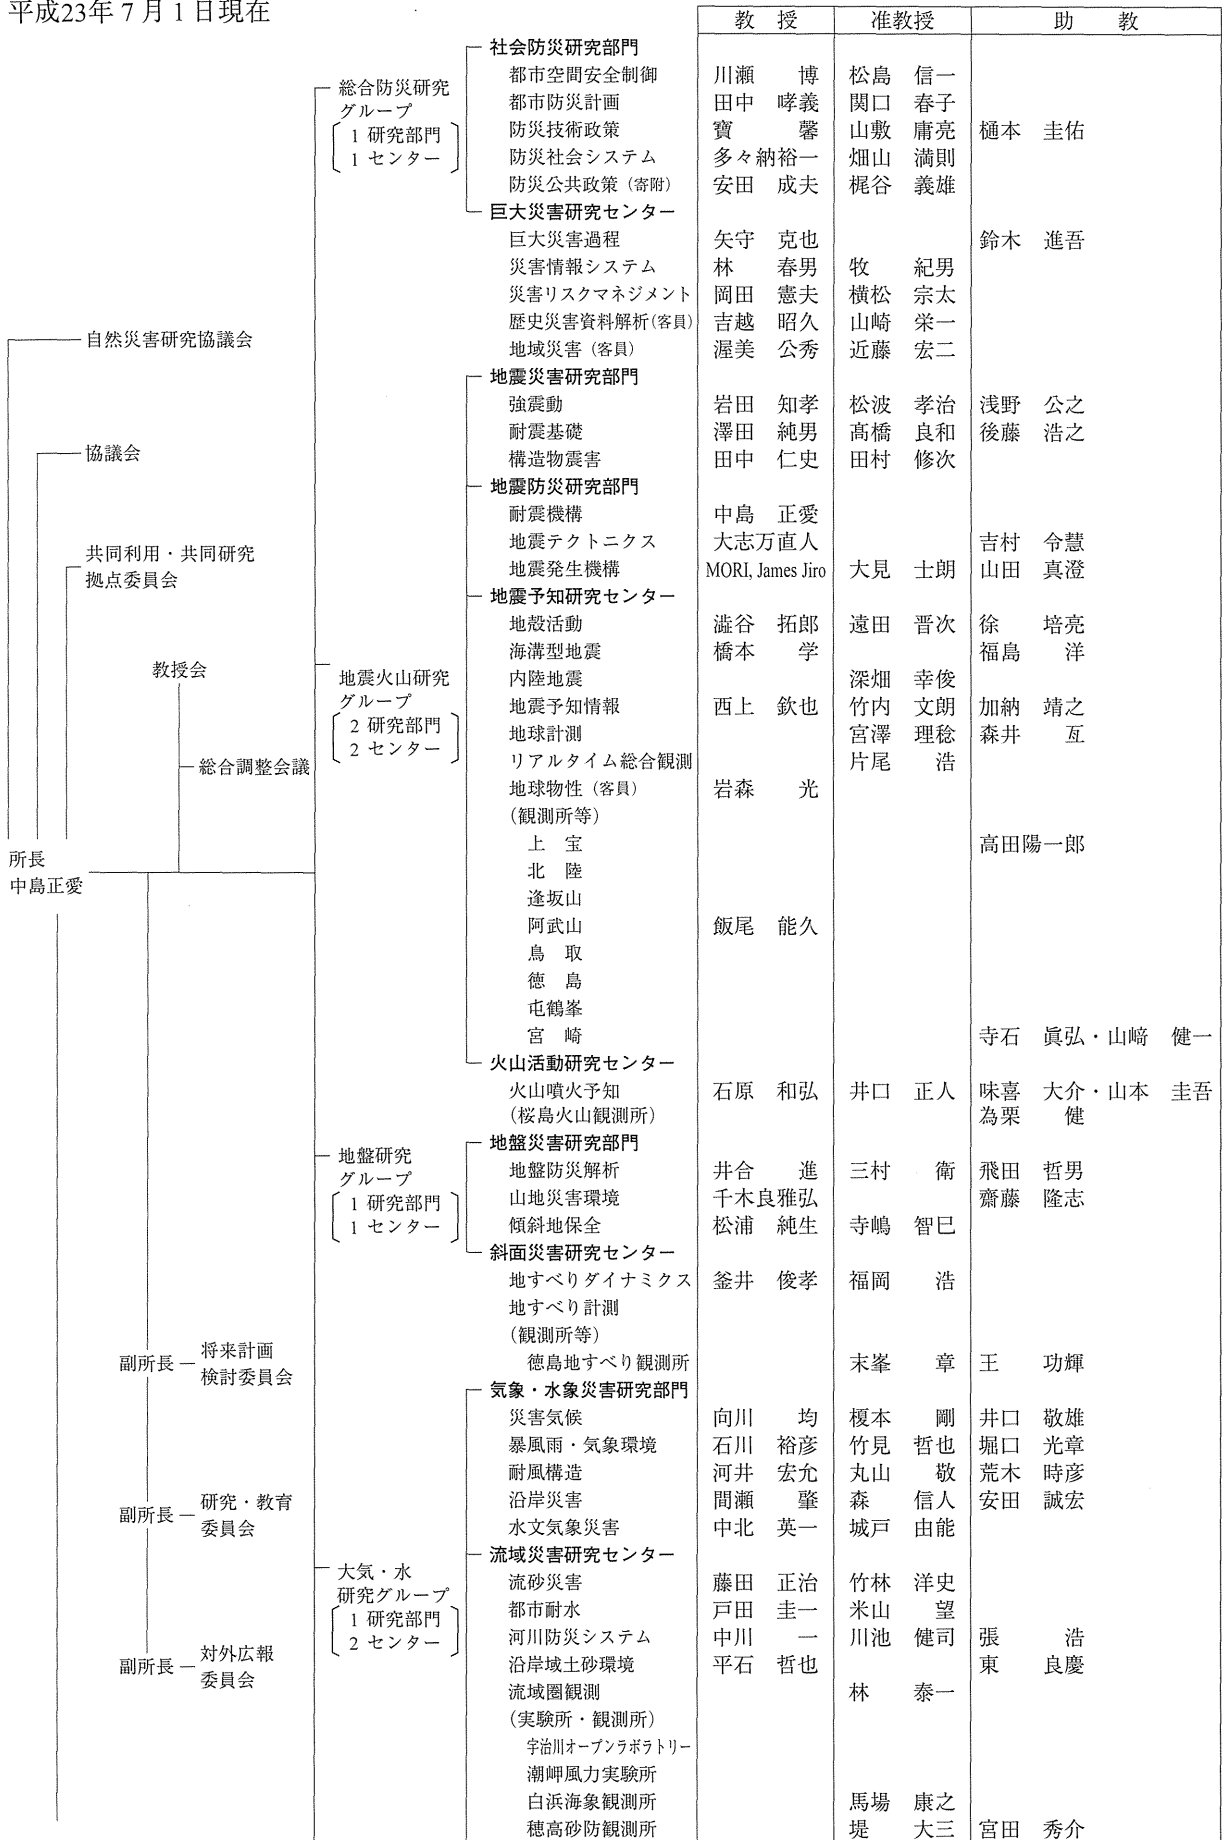 平成23年7月1日現在
教　授　准教授　助　　教
社会防災研究部門
総合防災研究
グループ
1 研究部門
1 センター
都市空間安全制御　川瀬　博　松島　信一
都市防災計画　田中　哮義　関口　春子
防災技術政策　寶　馨　山敷　庸亮　樋本　圭佑
防災社会システム　多々納裕一　畑山　満則
防災公共政策（寄附）　安田　成夫　梶谷　義雄
巨大災害研究センター
巨大災害過程　矢守　克也　鈴木　進吾
災害情報システム　林　春男　牧　紀男
災害リスクマネジメント　岡田　憲夫　横松　宗太
歴史災害資料解析(客員)　吉越　昭久　山崎　栄一
地域災害（客員）　渥美　公秀　近藤　宏二
自然災害研究協議会
地震災害研究部門
強震動　岩田　知孝　松波　孝治　浅野　公之
耐震基礎　澤田　純男　髙橋　良和　後藤　浩之
構造物震害　田中　仁史　田村　修次
協議会
地震防災研究部門
耐震機構　中島　正愛
地震テクトニクス　大志万直人　吉村　令慧
地震発生機構　MORI, James Jiro　大見　士朗　山田　真澄
共同利用・共同研究
拠点委員会
地震予知研究センター
地殻活動　澁谷　拓郎　遠田　晋次　徐　培亮
海溝型地震　橋本　学　福島　洋
内陸地震　深畑　幸俊
地震予知情報　西上　欽也　竹内　文朗　加納　靖之
地球計測　宮澤　理稔　森井　亙
リアルタイム総合観測　片尾　浩
地球物性（客員）　岩森　光
教授会
地震火山研究
グループ
2 研究部門
2 センター
総合調整会議
(観測所等)
上　宝　高田陽一郎
北　陸
逢坂山
阿武山　飯尾　能久
鳥　取
徳　島
屯鶴峯
宮　崎　寺石　眞弘・山﨑　健一
所長
中島正愛
火山活動研究センター
火山噴火予知　石原　和弘　井口　正人　味喜　大介・山本　圭吾
(桜島火山観測所)　為栗　健
地盤災害研究部門
地盤研究
グループ
1 研究部門
1 センター
地盤防災解析　井合　進　三村　衛　飛田　哲男
山地災害環境　千木良雅弘　齋藤　隆志
傾斜地保全　松浦　純生　寺嶋　智巳
斜面災害研究センター
地すべりダイナミクス　釜井　俊孝　福岡　浩
地すべり計測
(観測所等)
徳島地すべり観測所　末峯　章　王　功輝
副所長
将来計画
検討委員会
気象・水象災害研究部門
災害気候　向川　均　榎本　剛　井口　敬雄
暴風雨・気象環境　石川　裕彦　竹見　哲也　堀口　光章
耐風構造　河井　宏允　丸山　敬　荒木　時彦
沿岸災害　間瀬　肇　森　信人　安田　誠宏
水文気象災害　中北　英一　城戸　由能
副所長
研究・教育
委員会
流域災害研究センター
大気・水
研究グループ
1 研究部門
2 センター
流砂災害　藤田　正治　竹林　洋史
都市耐水　戸田　圭一　米山　望
河川防災システム　中川　一　川池　健司　張　浩
沿岸域土砂環境　平石　哲也　東　良慶
流域圏観測　林　泰一
(実験所・観測所)
宇治川オープンラボラトリー
潮岬風力実験所
白浜海象観測所　馬場　康之
穂高砂防観測所　堤　大三　宮田　秀介
副所長
対外広報
委員会